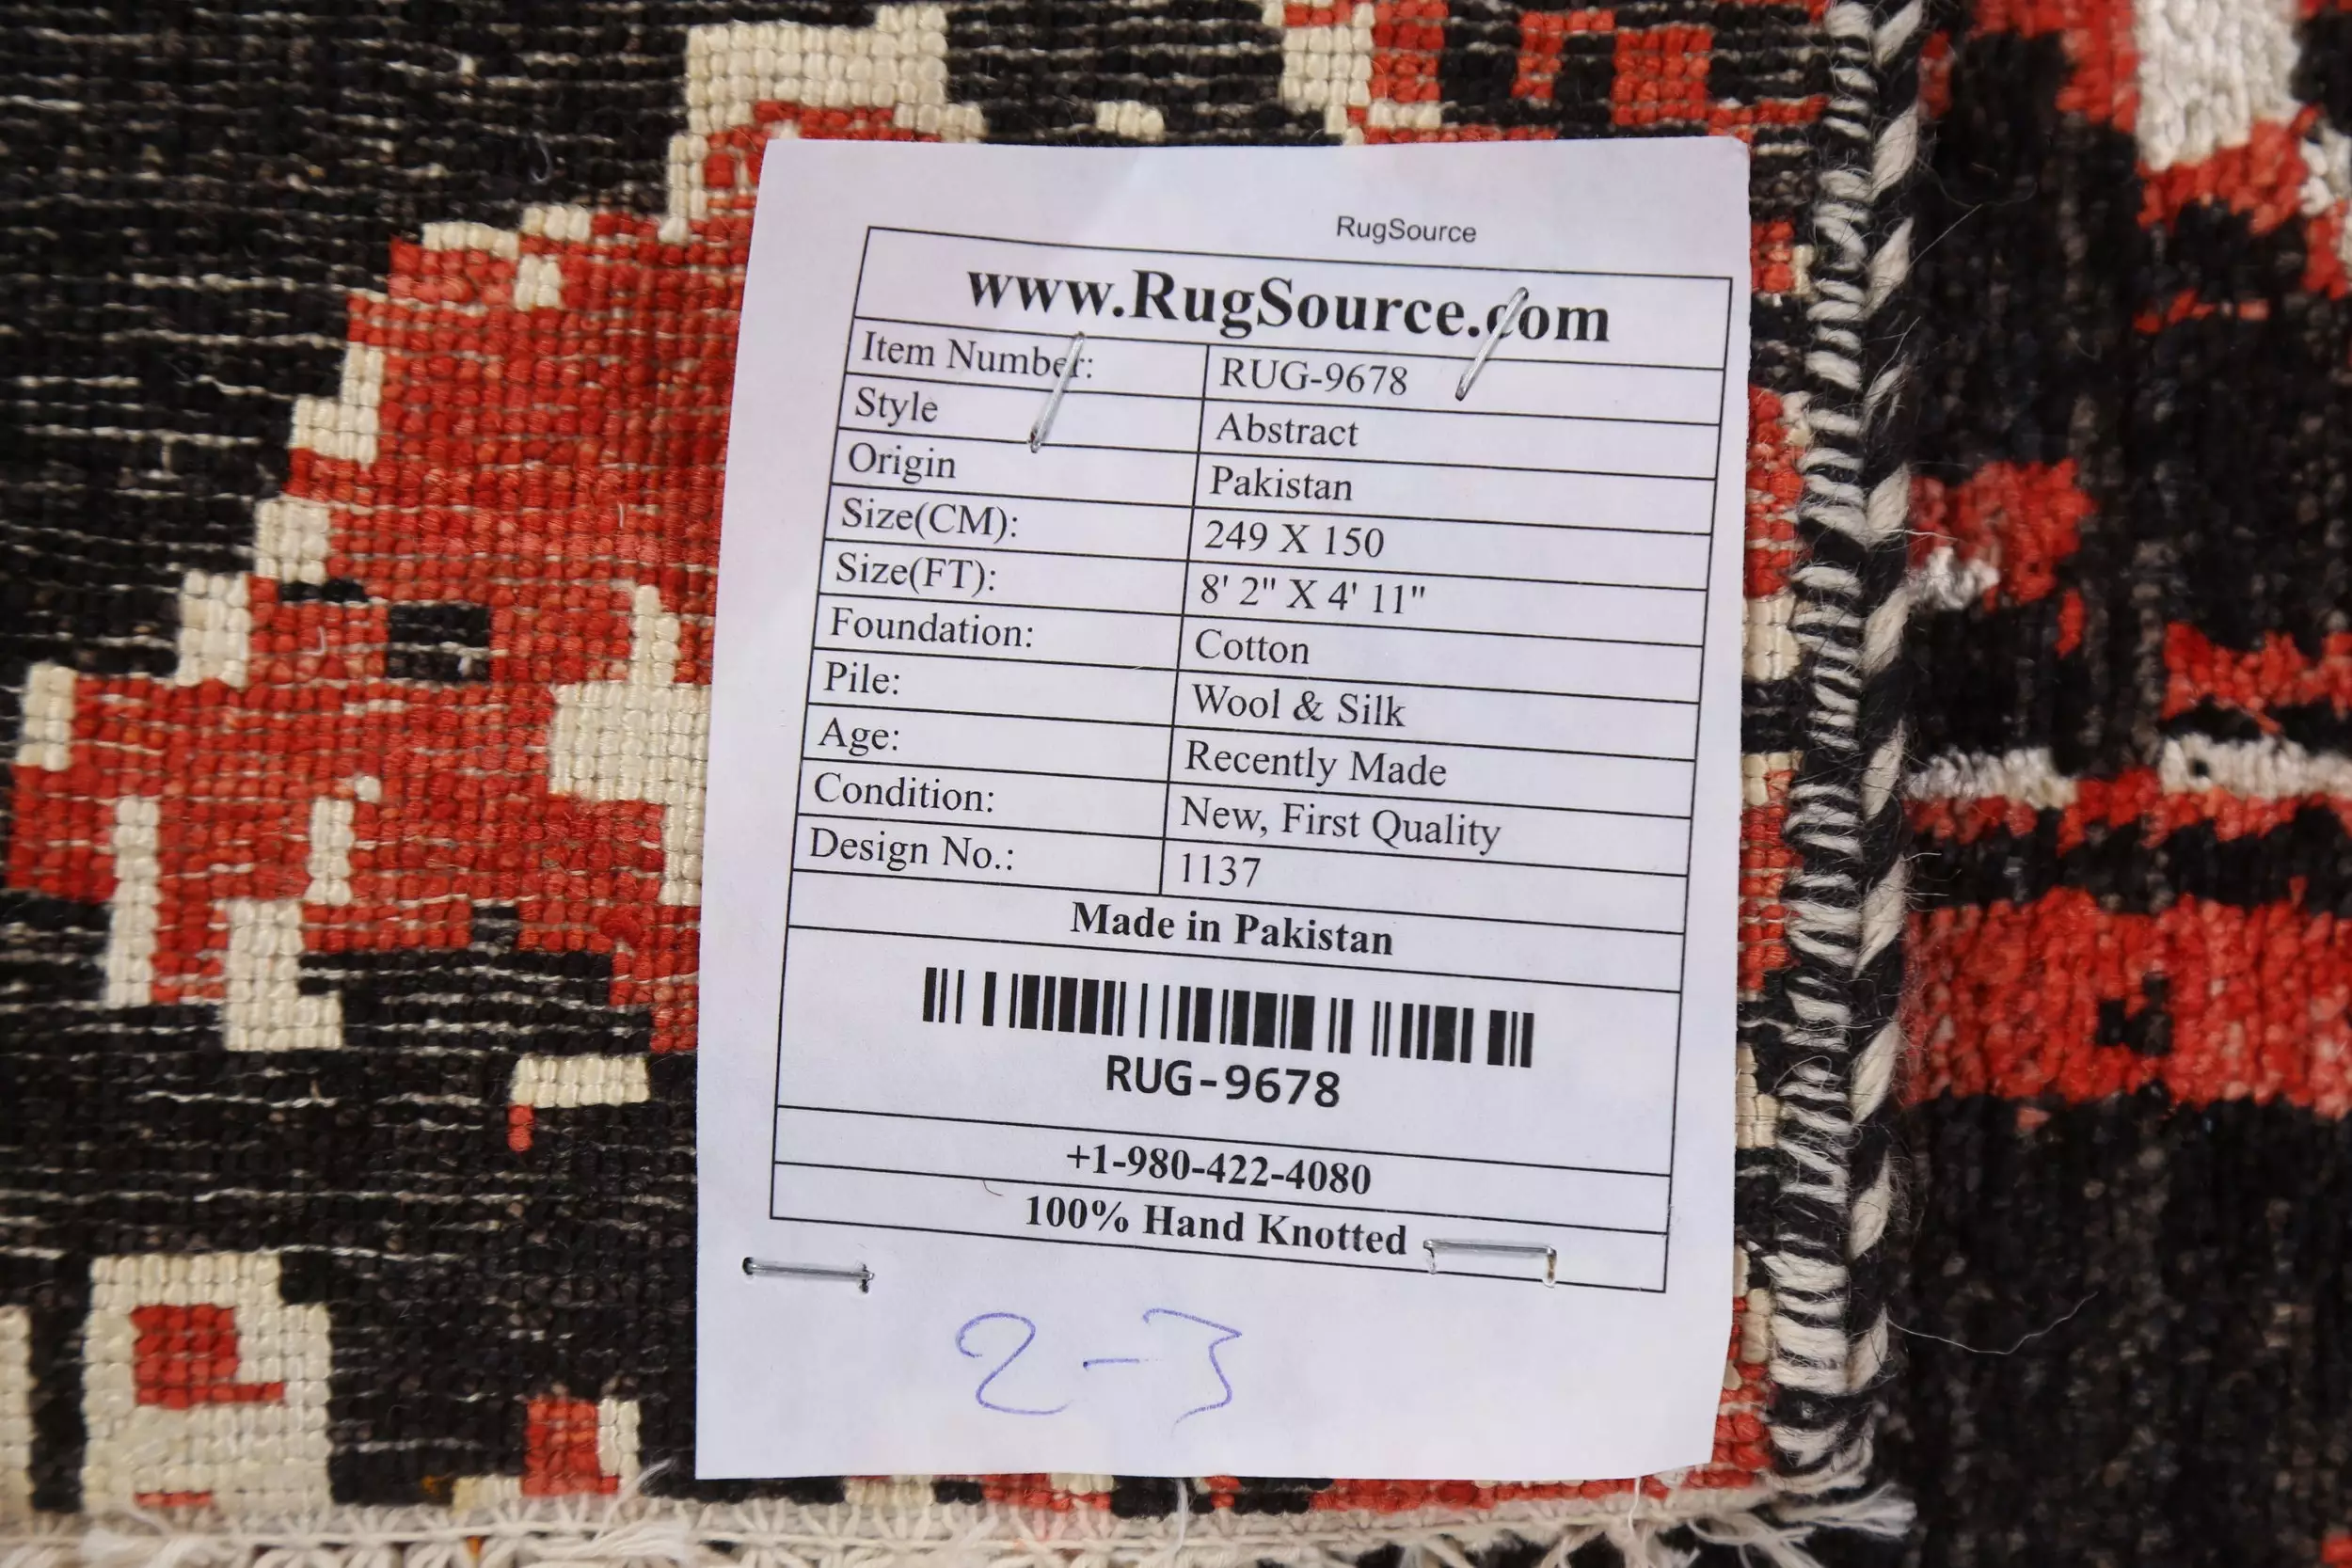 RugSource
www.RugSource.com
Item Number: RUG-9678
Style Abstract
Origin Pakistan
Size(CM): 249 X 150
Size(FT): 8' 2" X 4' 11"
Foundation: Cotton
Pile: Wool & Silk
Age: Recently Made
Condition: New, First Quality
Design No.: 1137
Made in Pakistan
RUG-9678
+1-980-422-4080
100% Hand Knotted
2-3